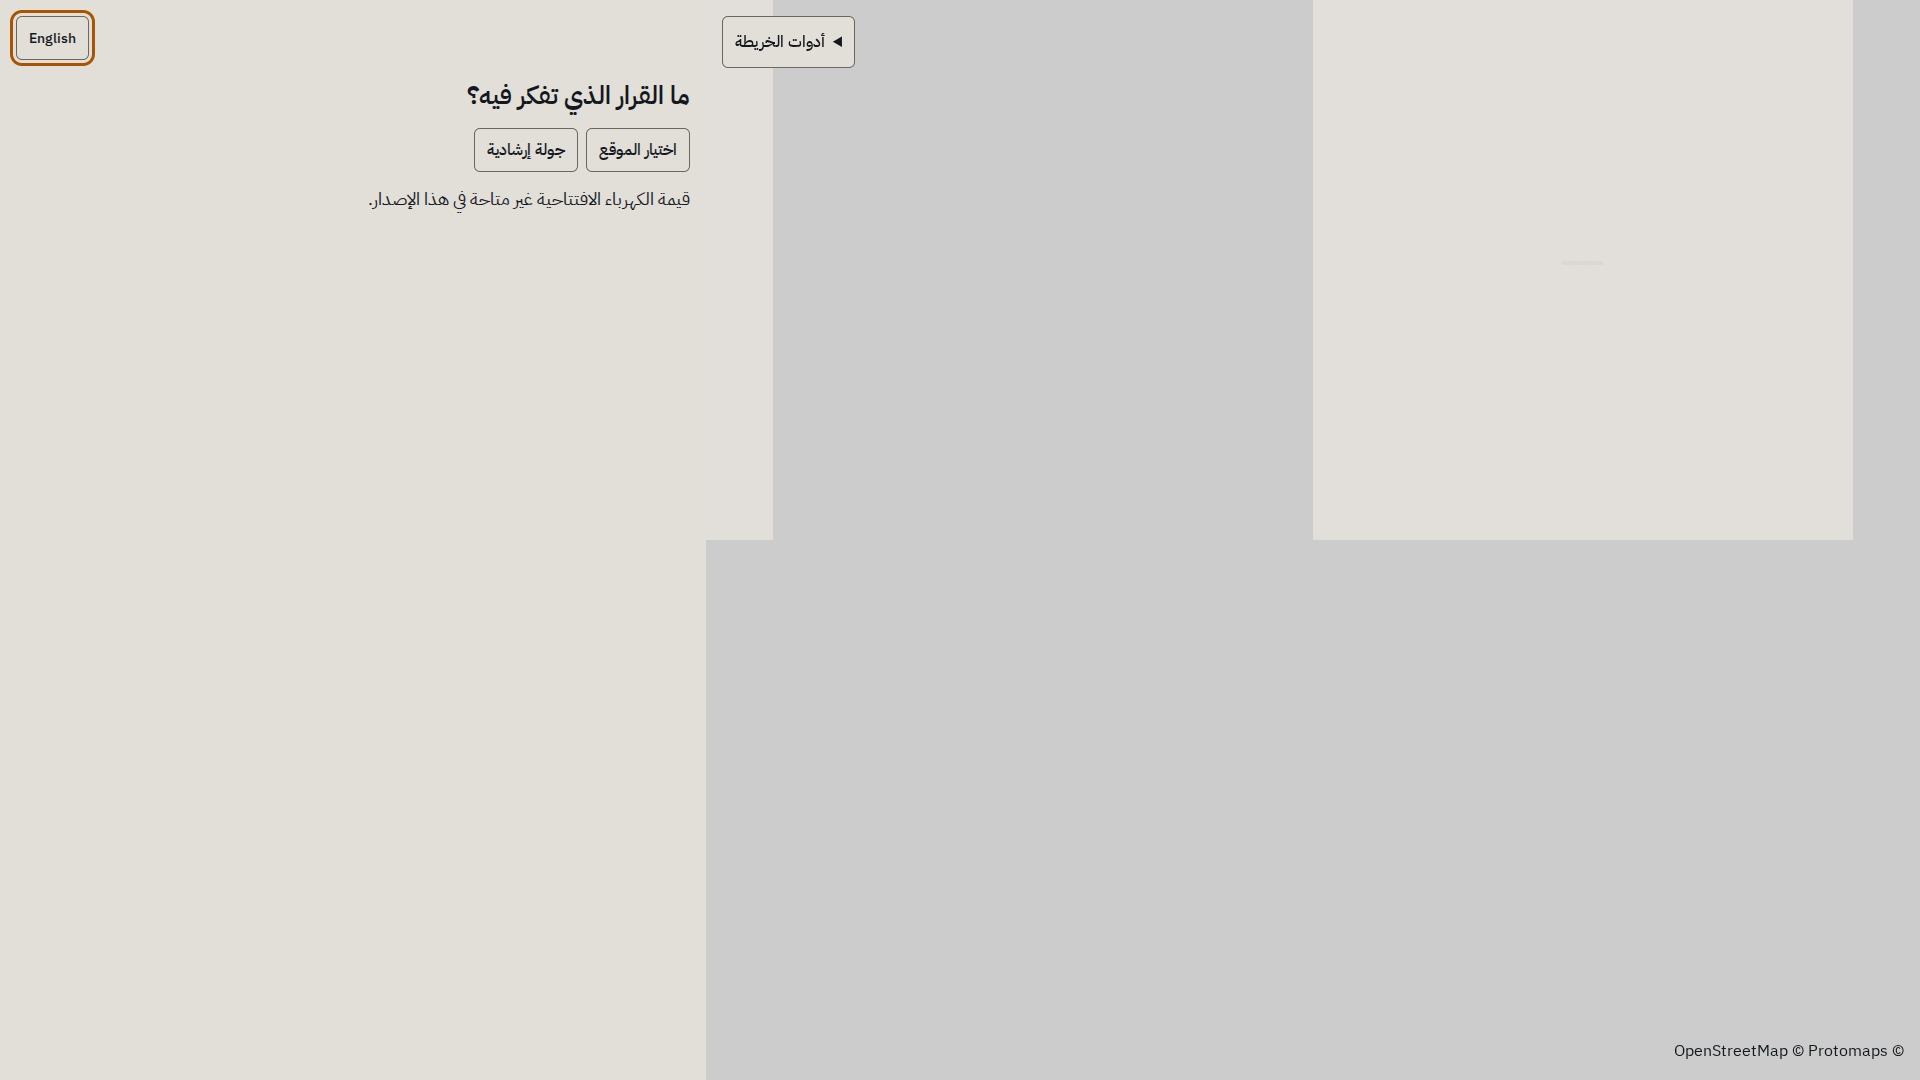 English
أدوات الخريطة
ما القرار الذي تفكر فيه؟
اختيار الموقع
جولة إرشادية
قيمة الكهرباء الافتتاحية غير متاحة في هذا الإصدار.
OpenStreetMap © Protomaps ©